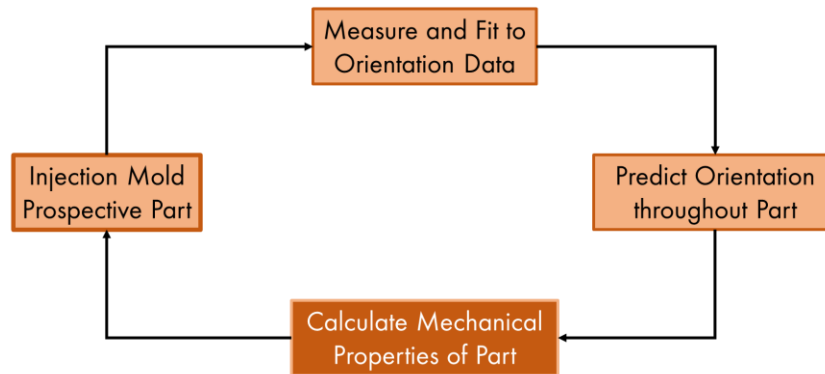 Measure and Fit to
Orientation Data
Injection Mold
Prospective Part
Predict Orientation
throughout Part
Calculate Mechanical
Properties of Part